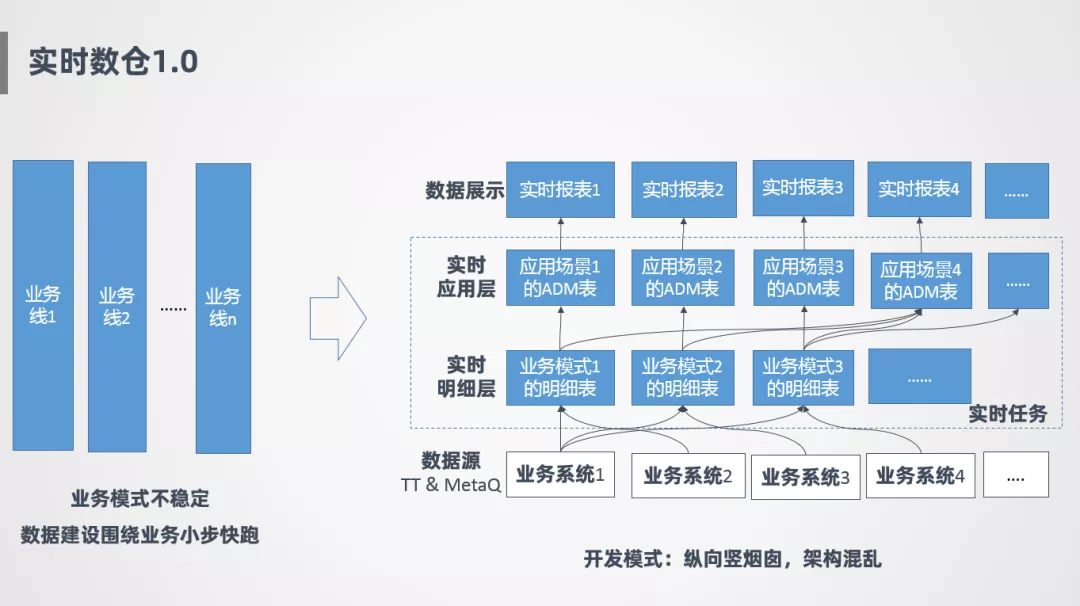 实时数仓1.0
业务
线1
业务
线2
......
业务
线n
业务模式不稳定
数据建设围绕业务小步快跑
数据展示
实时报表1
实时报表2
实时报表3
实时报表4
......
实时
应用层
应用场景1
的ADM表
应用场景2
的ADM表
应用场景3
的ADM表
应用场景4
的ADM表
......
实时
明细层
业务模式1
的明细表
业务模式2
的明细表
业务模式3
的明细表
......
实时任务
数据源
TT & MetaQ
业务系统1
业务系统2
业务系统3
业务系统4
....
开发模式：纵向竖烟囱，架构混乱